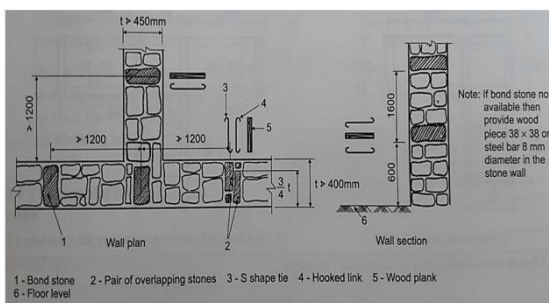 t > 450mm
> 1200
> 1200
> 1200
3
4
5
3/4 t
t > 400mm
1
2
Wall plan
1600
600
6
Wall section
Note: If bond stone no
available then
provide wood
piece 38 × 38 or
steel bar 8 mm
diameter in the
stone wall
1 - Bond stone 2 - Pair of overlapping stones 3 - S shape tie 4 - Hooked link 5 - Wood plank
6 - Floor level